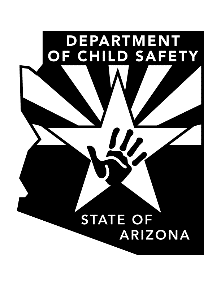 DEPARTMENT
OF CHILD SAFETY
STATE OF
ARIZONA